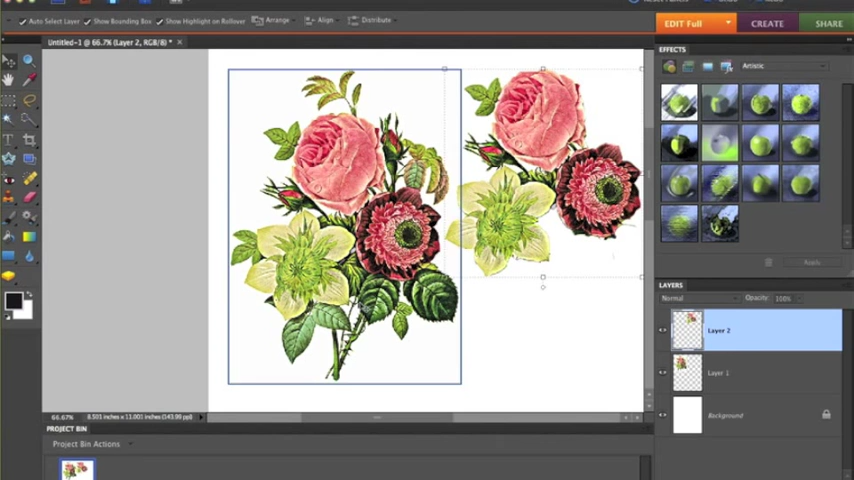 Auto Select Layer Show Bounding Box Show Highlight on Rollover Arrange Align Distribute
EDIT Full CREATE SHARE
Untitled-1 @ 66.7% (Layer 2, RGB/8) * ×
EFFECTS
Artistic
Apply
LAYERS
Normal Opacity: 100%
Layer 2
Layer 1
Background
66.67%
PROJECT BIN
Project Bin Actions